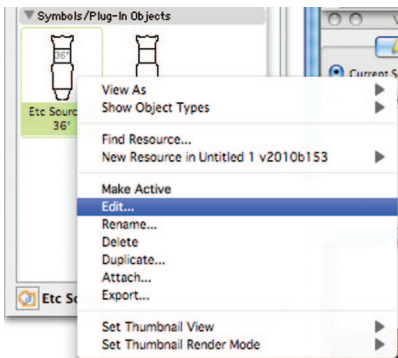 Symbols/Plug-In Objects
36°
Etc Sourc
36°
Current S
View As
Show Object Types
Find Resource...
New Resource in Untitled 1 v2010b153
Make Active
Edit...
Rename...
Delete
Duplicate...
Attach...
Export...
Etc So
Set Thumbnail View
Set Thumbnail Render Mode